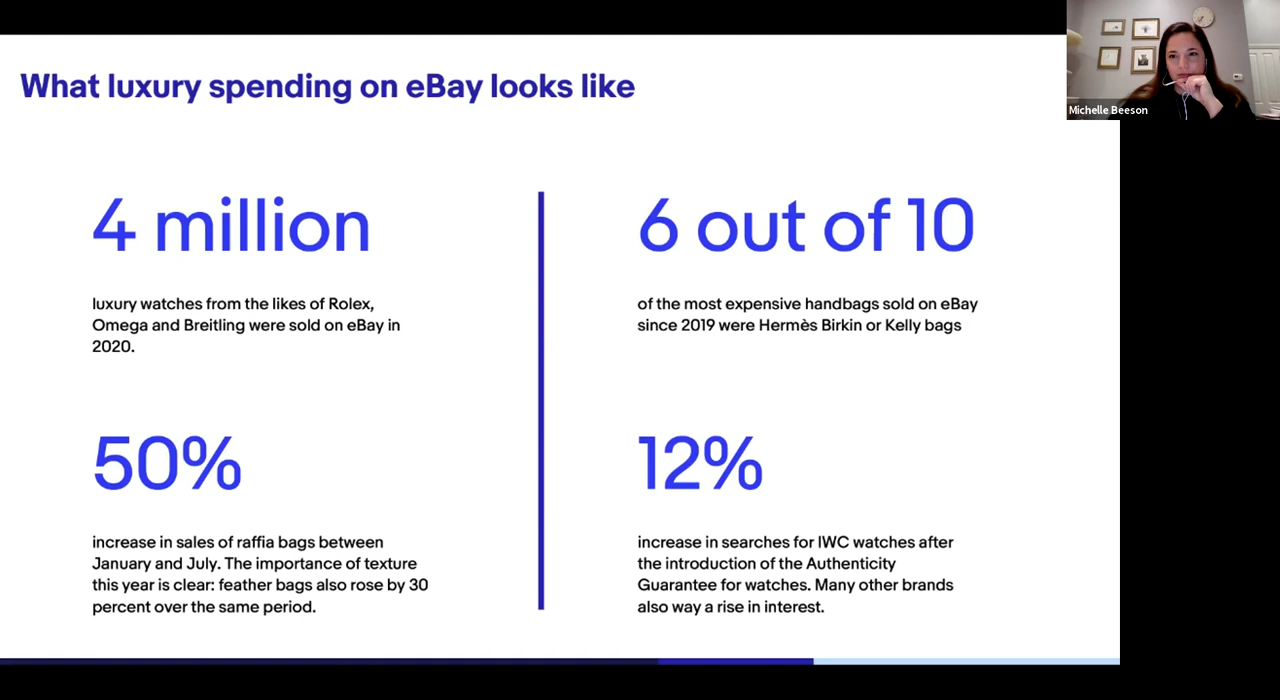 What luxury spending on eBay looks like
4 million
luxury watches from the likes of Rolex,
Omega and Breitling were sold on eBay in
2020.
6 out of 10
of the most expensive handbags sold on eBay
since 2019 were Hermès Birkin or Kelly bags
50%
increase in sales of raffia bags between
January and July. The importance of texture
this year is clear: feather bags also rose by 30
percent over the same period.
12%
increase in searches for IWC watches after
the introduction of the Authenticity
Guarantee for watches. Many other brands
also way a rise in interest.
Michelle Beeson